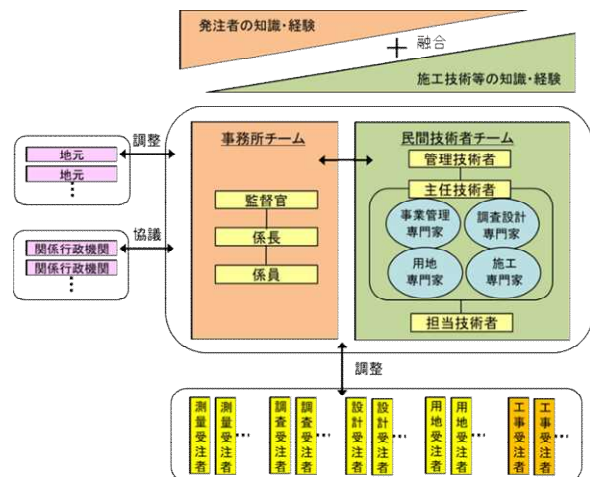 発注者の知識・経験
融合
施工技術等の知識・経験
調整
地元
地元
協議
関係行政機関
関係行政機関
事務所チーム
監督官
係長
係員
民間技術者チーム
管理技術者
主任技術者
事業管理
専門家
調査設計
専門家
用地
専門家
施工
専門家
担当技術者
調整
測量受注者
測量受注者
調査受注者
調査受注者
設計受注者
設計受注者
用地受注者
用地受注者
工事受注者
工事受注者